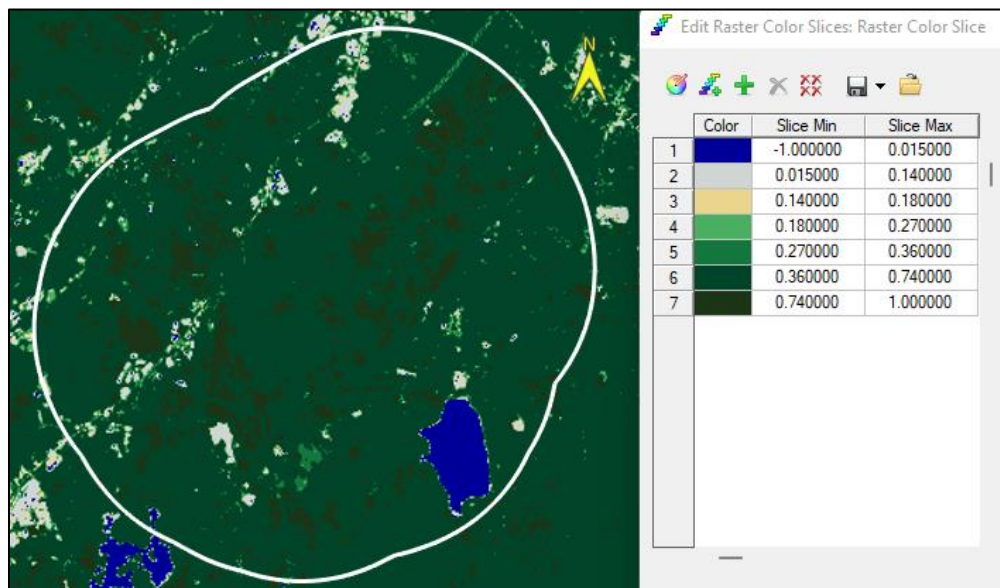 N
Edit Raster Color Slices: Raster Color Slice
Color Slice Min Slice Max
1 -1.000000 0.015000
2 0.015000 0.140000
3 0.140000 0.180000
4 0.180000 0.270000
5 0.270000 0.360000
6 0.360000 0.740000
7 0.740000 1.000000